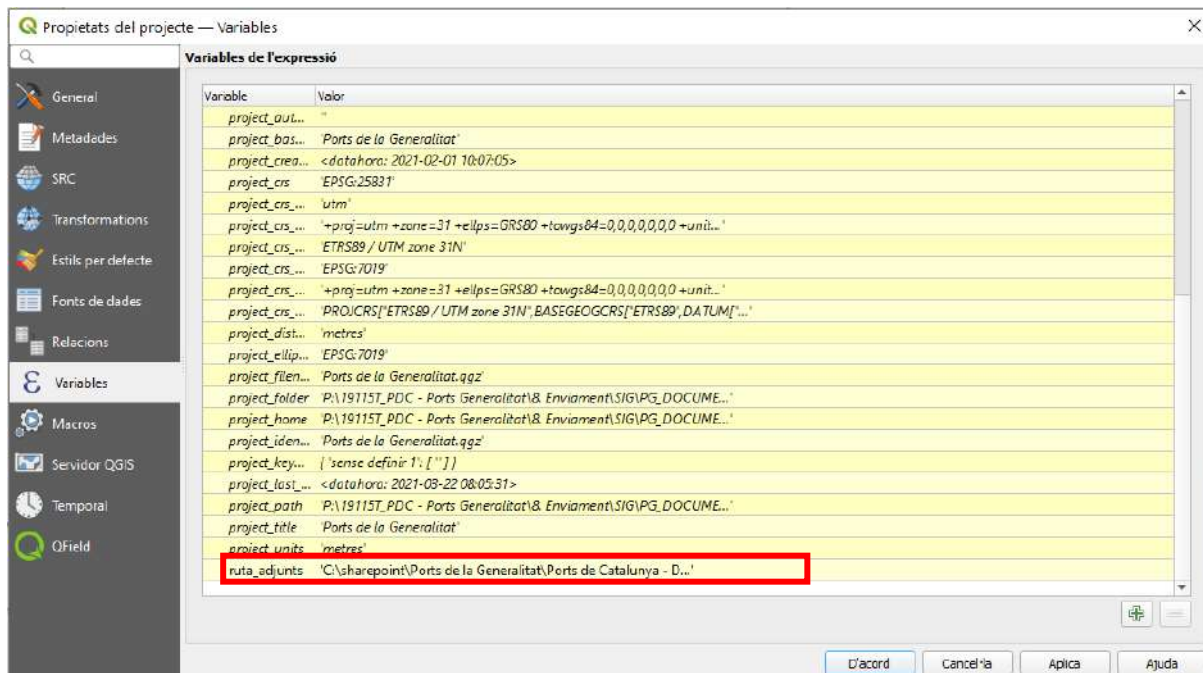 Propietats del projecte — Variables
Variables de l'expressió
General
Metadades
SRC
Transformations
Estils per defecte
Fonts de dades
Relacions
Variables
Macros
Servidor QGIS
Temporal
QField
Variable Valor
project_aut... ''
project_bas... 'Ports de la Generalitat'
project_crea... <datahora: 2021-02-01 10:07:05>
project_crs 'EPSG:25831'
project_crs_... 'utm'
project_crs_... '+proj=utm +zone=31 +ellps=GRS80 +towgs84=0,0,0,0,0,0,0 +unit...'
project_crs_... 'ETRS89 / UTM zone 31N'
project_crs_... 'EPSG:7019'
project_crs_... '+proj=utm +zone=31 +ellps=GRS80 +towgs84=0,0,0,0,0,0,0 +unit...'
project_crs_... 'PROJCRS["ETRS89 / UTM zone 31N",BASEGEOGCRS["ETRS89",DATUM["...'
project_dist... 'metres'
project_ellip... 'EPSG:7019'
project_filen... 'Ports de la Generalitat.qgz'
project_folder 'P:\19115T_PDC - Ports Generalitat\8. Enviament\SIG\PG_DOCUME...'
project_home 'P:\19115T_PDC - Ports Generalitat\8. Enviament\SIG\PG_DOCUME...'
project_iden... 'Ports de la Generalitat.qgz'
project_key... { 'sense definir 1': [ '' ] }
project_last_... <datahora: 2021-03-22 08:05:31>
project_path 'P:\19115T_PDC - Ports Generalitat\8. Enviament\SIG\PG_DOCUME...'
project_title 'Ports de la Generalitat'
project_units 'metres'
ruta_adjunts 'C:\sharepoint\Ports de la Generalitat\Ports de Catalunya - D...'
D'acord Cancel·la Aplica Ajuda